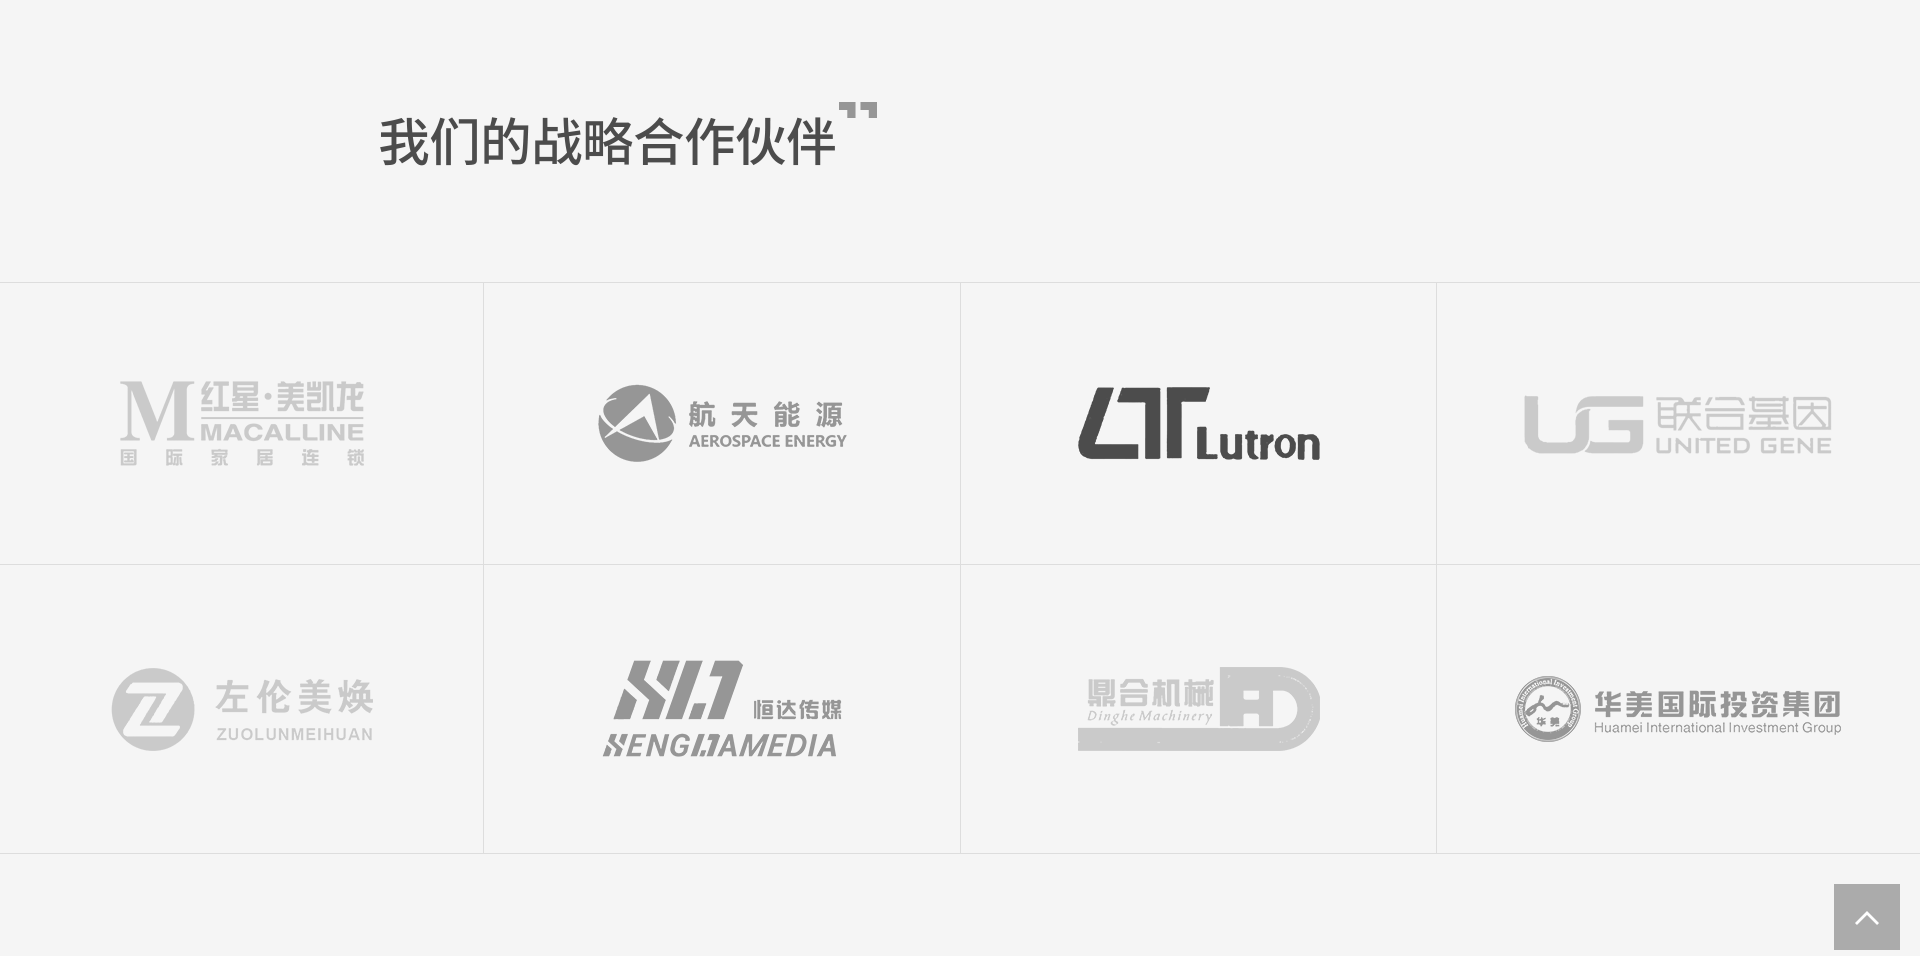 我们的战略合作伙伴
M 红星·美凯龙
MACALLINE
国际家居连锁
航天能源
AEROSPACE ENERGY
LT Lutron
UG 联合基因
UNITED GENE
Z 左伦美焕
ZUOLUNMEIHUAN
HD 恒达传媒
HENGDAMEDIA
鼎合机械
Dinghe Machinery
华美
华美国际投资集团
Huamei International Investment Group